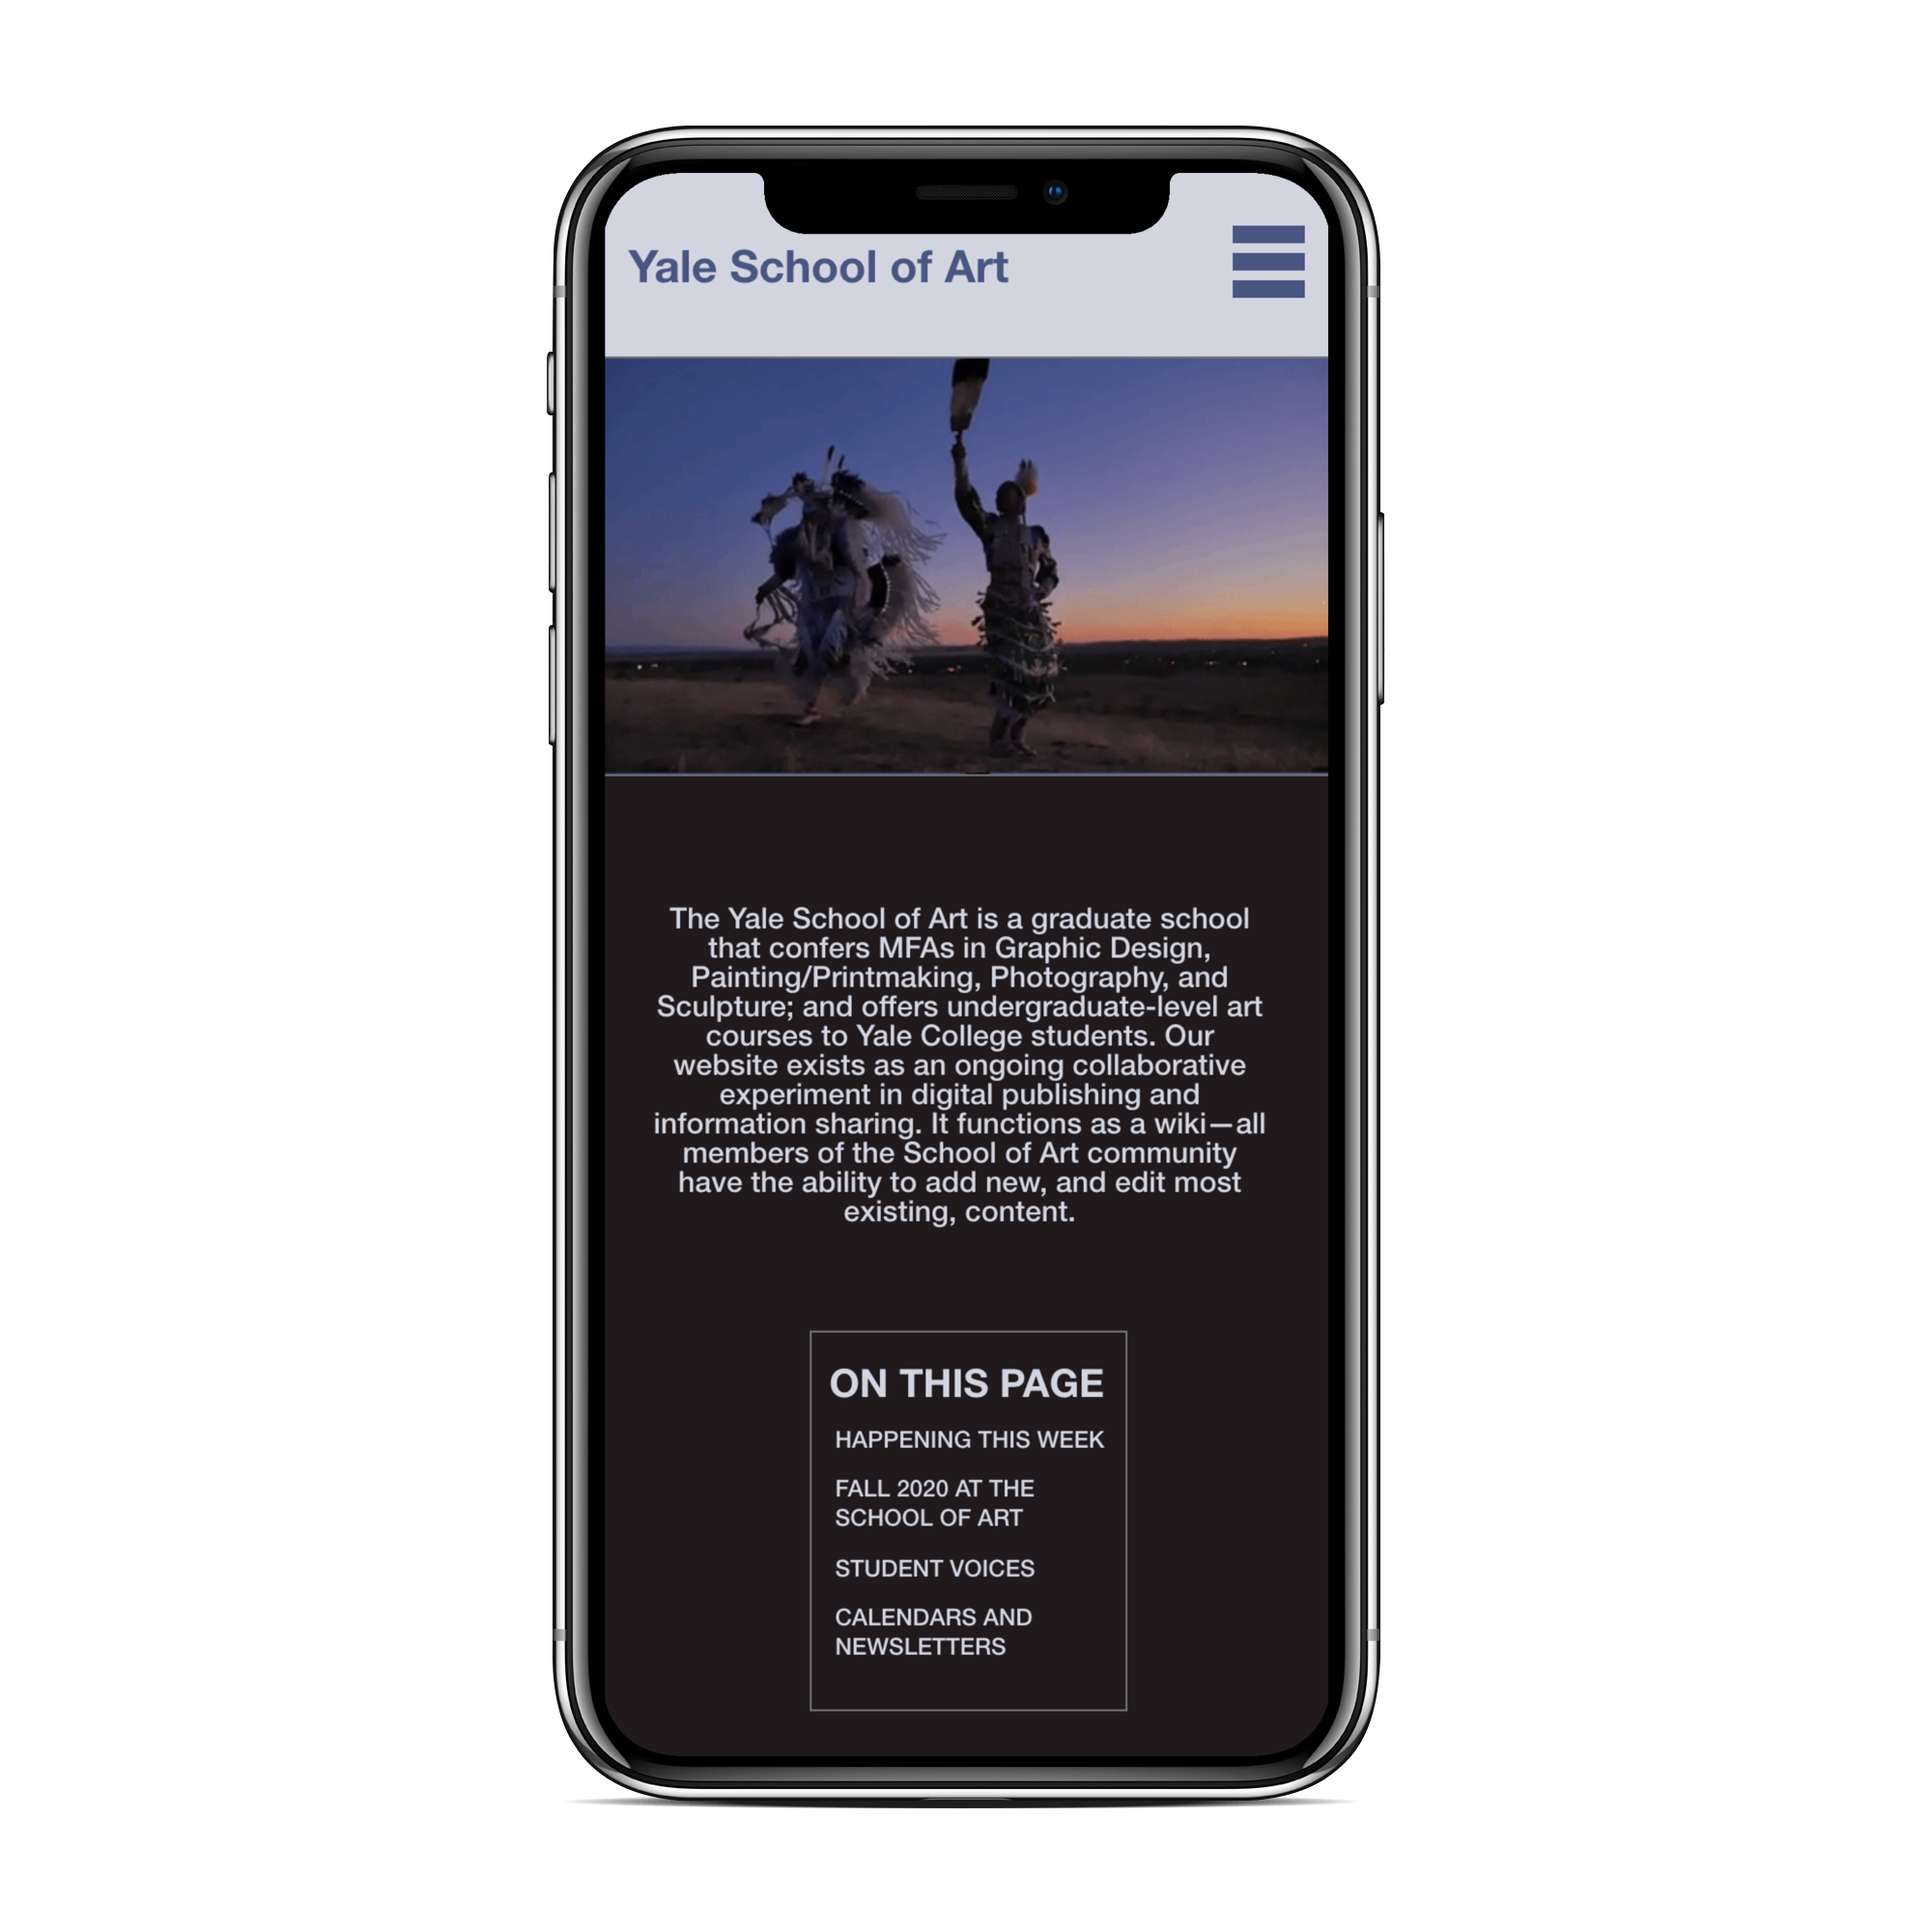 Yale School of Art
The Yale School of Art is a graduate school
that confers MFAs in Graphic Design,
Painting/Printmaking, Photography, and
Sculpture; and offers undergraduate-level art
courses to Yale College students. Our
website exists as an ongoing collaborative
experiment in digital publishing and
information sharing. It functions as a wiki—all
members of the School of Art community
have the ability to add new, and edit most
existing, content.
ON THIS PAGE
HAPPENING THIS WEEK
FALL 2020 AT THE
SCHOOL OF ART
STUDENT VOICES
CALENDARS AND
NEWSLETTERS